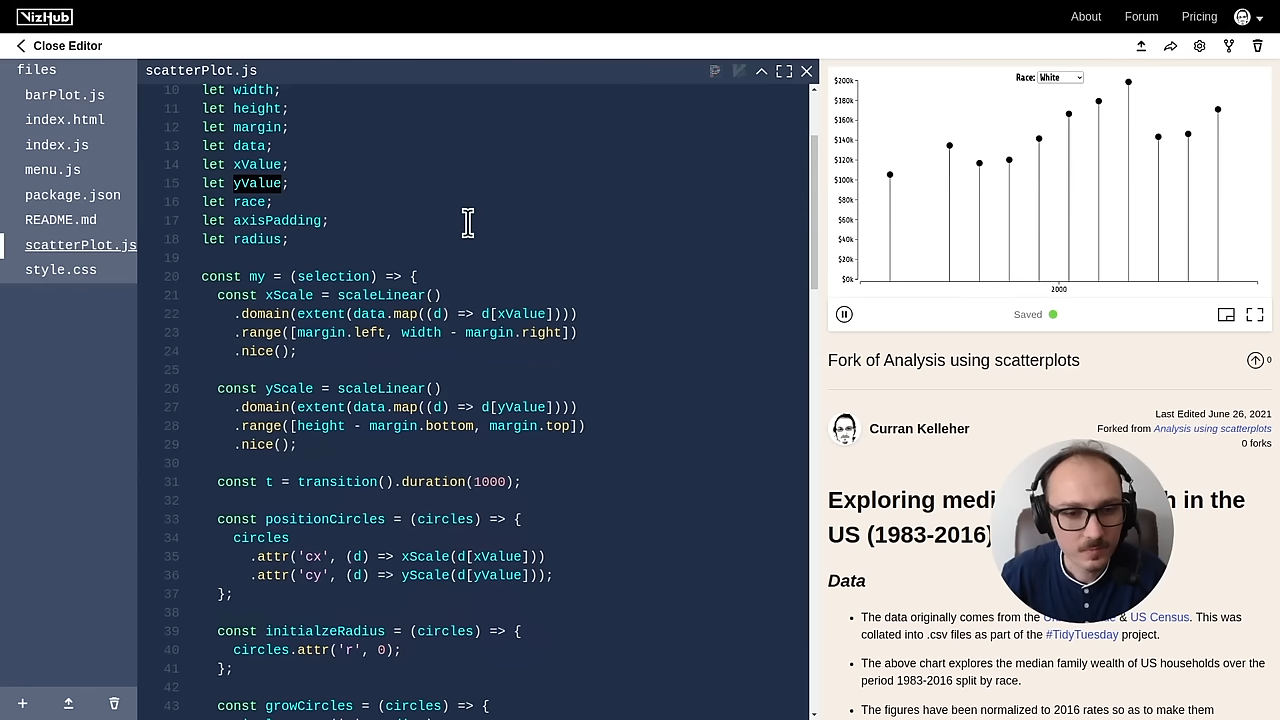 VizHub
About Forum Pricing
Close Editor
files
barPlot.js
index.html
index.js
menu.js
package.json
README.md
scatterPlot.js
style.css
scatterPlot.js
10 let width;
11 let height;
12 let margin;
13 let data;
14 let xValue;
15 let yValue;
16 let race;
17 let axisPadding;
18 let radius;
19
20 const my = (selection) => {
21 const xScale = scaleLinear()
22 .domain(extent(data.map((d) => d[xValue])))
23 .range([margin.left, width - margin.right])
24 .nice();
25
26 const yScale = scaleLinear()
27 .domain(extent(data.map((d) => d[yValue])))
28 .range([height - margin.bottom, margin.top])
29 .nice();
30
31 const t = transition().duration(1000);
32
33 const positionCircles = (circles) => {
34 circles
35 .attr('cx', (d) => xScale(d[xValue]))
36 .attr('cy', (d) => yScale(d[yValue]));
37 };
38
39 const initialzeRadius = (circles) => {
40 circles.attr('r', 0);
41 };
42
43 const growCircles = (circles) => {
Race: White
$200k
$180k
$160k
$140k
$120k
$100k
$80k
$60k
$40k
$20k
$0k
2000
Saved
Fork of Analysis using scatterplots
0
Curran Kelleher
Last Edited June 26, 2021
Forked from Analysis using scatterplots
0 forks
Exploring in the
US (1983-2016)
Data
The data originally comes from the & US Census. This was
collated into .csv files as part of the #TidyTuesday project.
The above chart explores the median family wealth of US households over the
period 1983-2016 split by race.
The figures have been normalized to 2016 rates so as to make them